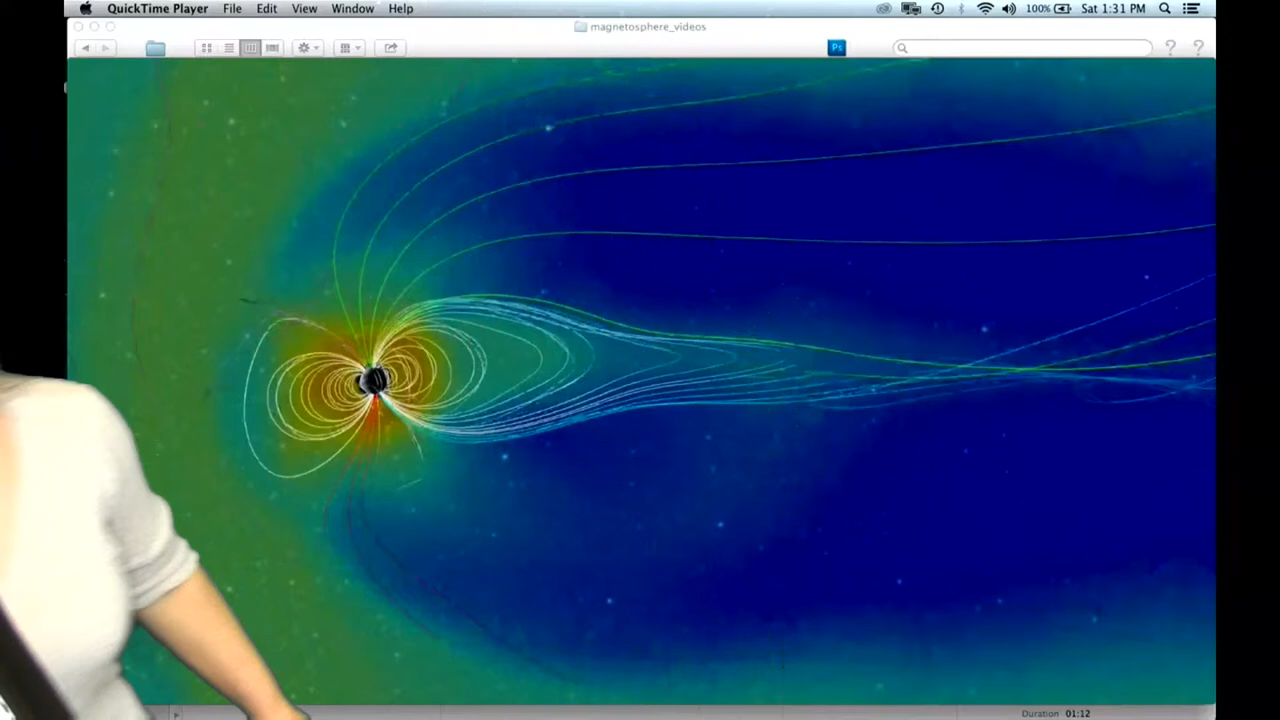 QuickTime Player File Edit View Window Help 100% Sat 1:31 PM
magnetosphere_videos
Ps ? ?
Duration 01:12